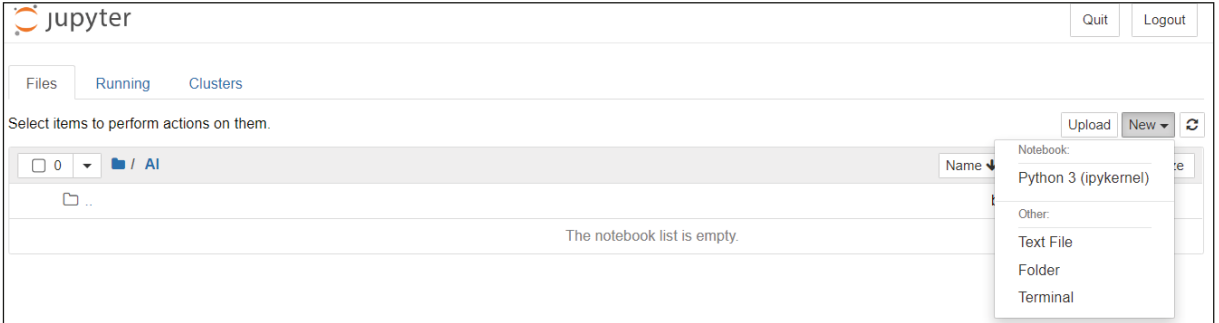 jupyter
Quit
Logout
Files
Running
Clusters
Select items to perform actions on them.
Upload
New
0
/ AI
Name
Notebook:
Python 3 (ipykernel)
..
The notebook list is empty.
Other:
Text File
Folder
Terminal